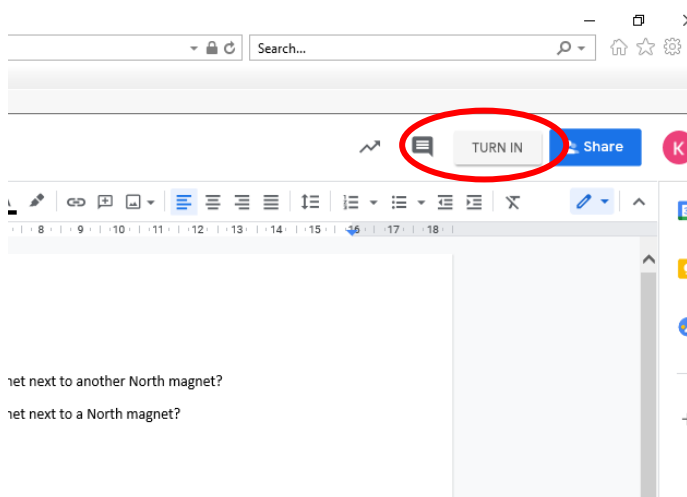 Search...
TURN IN Share K
8 9 10 11 12 13 14 15 16 17 18
net next to another North magnet?
net next to a North magnet?